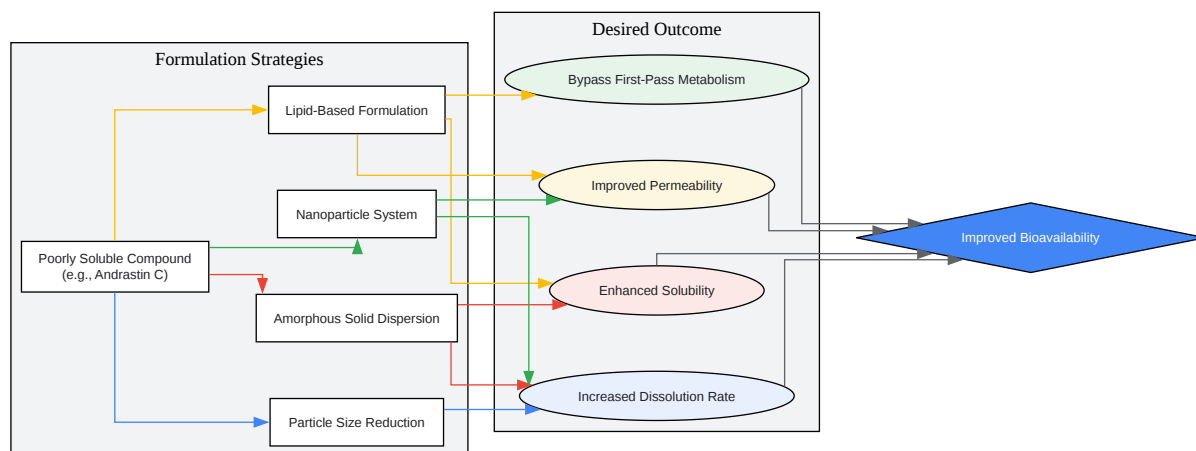 Formulation Strategies
Desired Outcome
Poorly Soluble Compound
(e.g., Andrastin C)
Lipid-Based Formulation
Nanoparticle System
Amorphous Solid Dispersion
Particle Size Reduction
Bypass First-Pass Metabolism
Improved Permeability
Enhanced Solubility
Increased Dissolution Rate
Improved Bioavailability